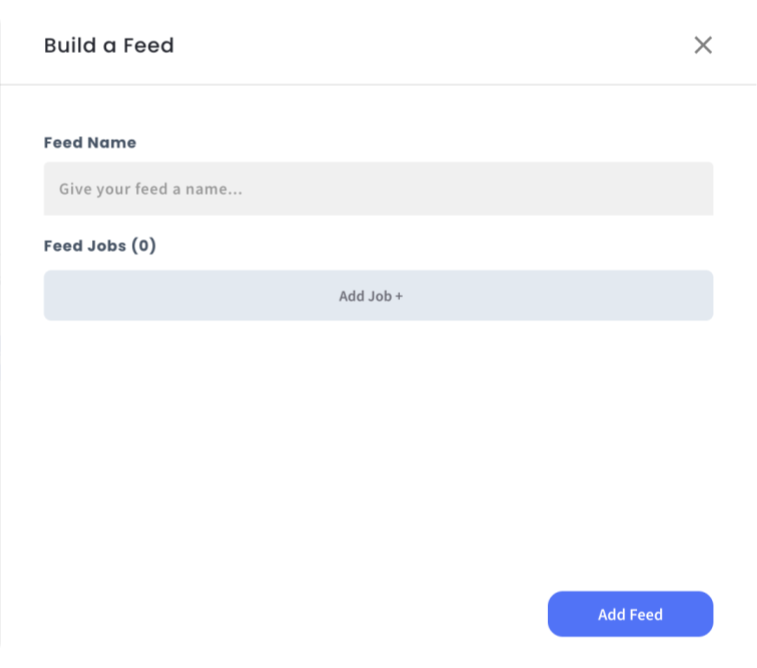 Build a Feed
Feed Name
Give your feed a name...
Feed Jobs (0)
Add Job +
Add Feed